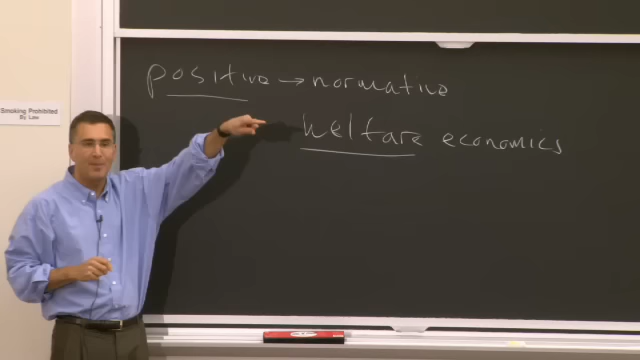 positive → normative
welfare economics
Smoking Prohibited
By Law